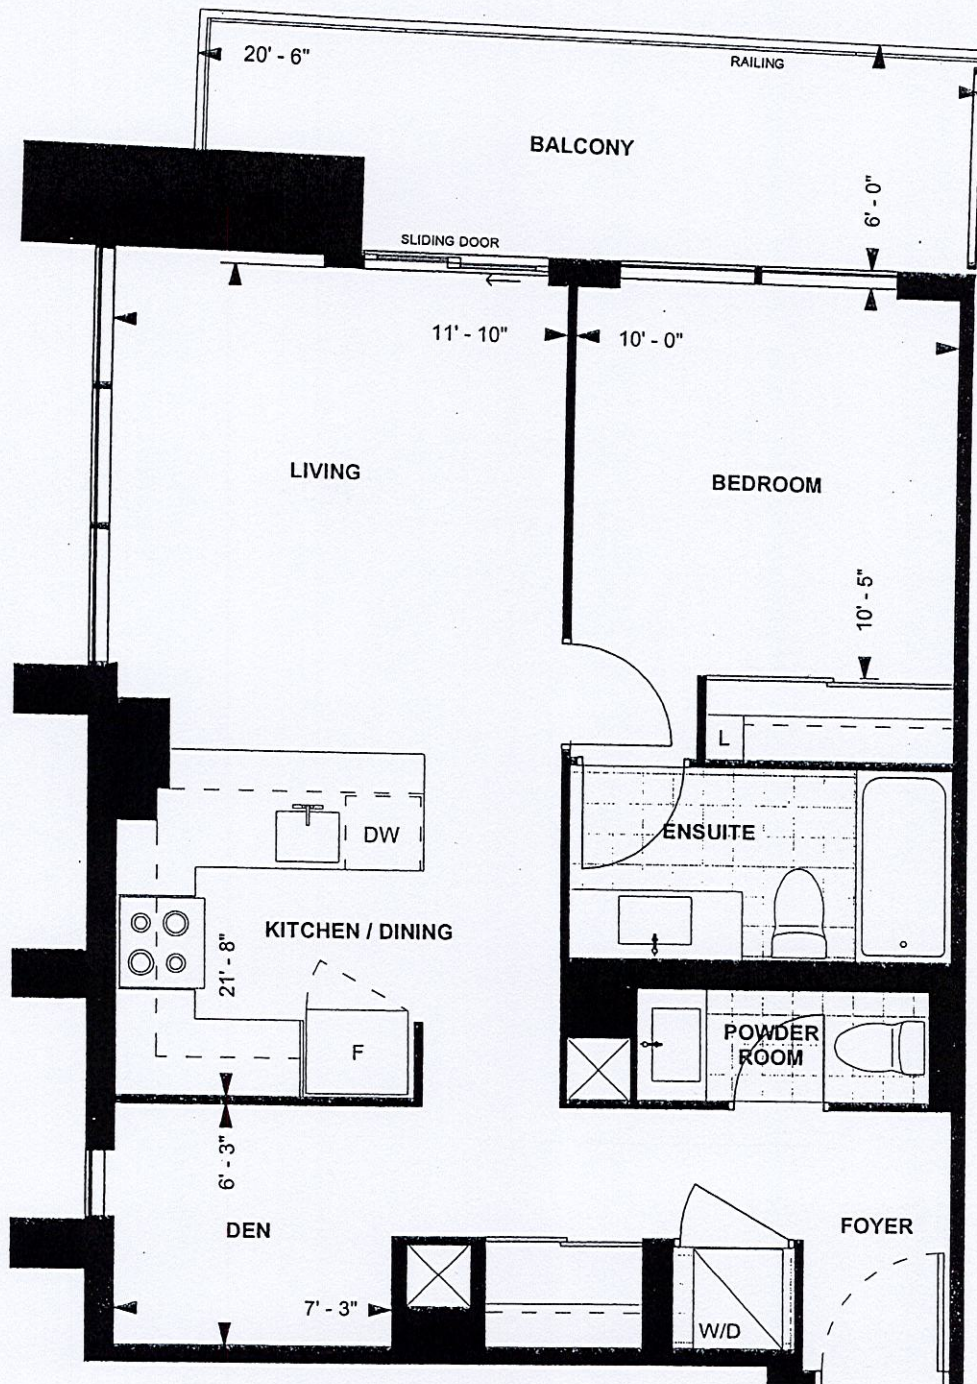 20' - 6"
RAILING
BALCONY
6' - 0"
SLIDING DOOR
11' - 10"
10' - 0"
LIVING
BEDROOM
10' - 5"
L
DW
ENSUITE
KITCHEN / DINING
21' - 8"
F
POWDER
ROOM
6' - 3"
DEN
FOYER
7' - 3"
W/D